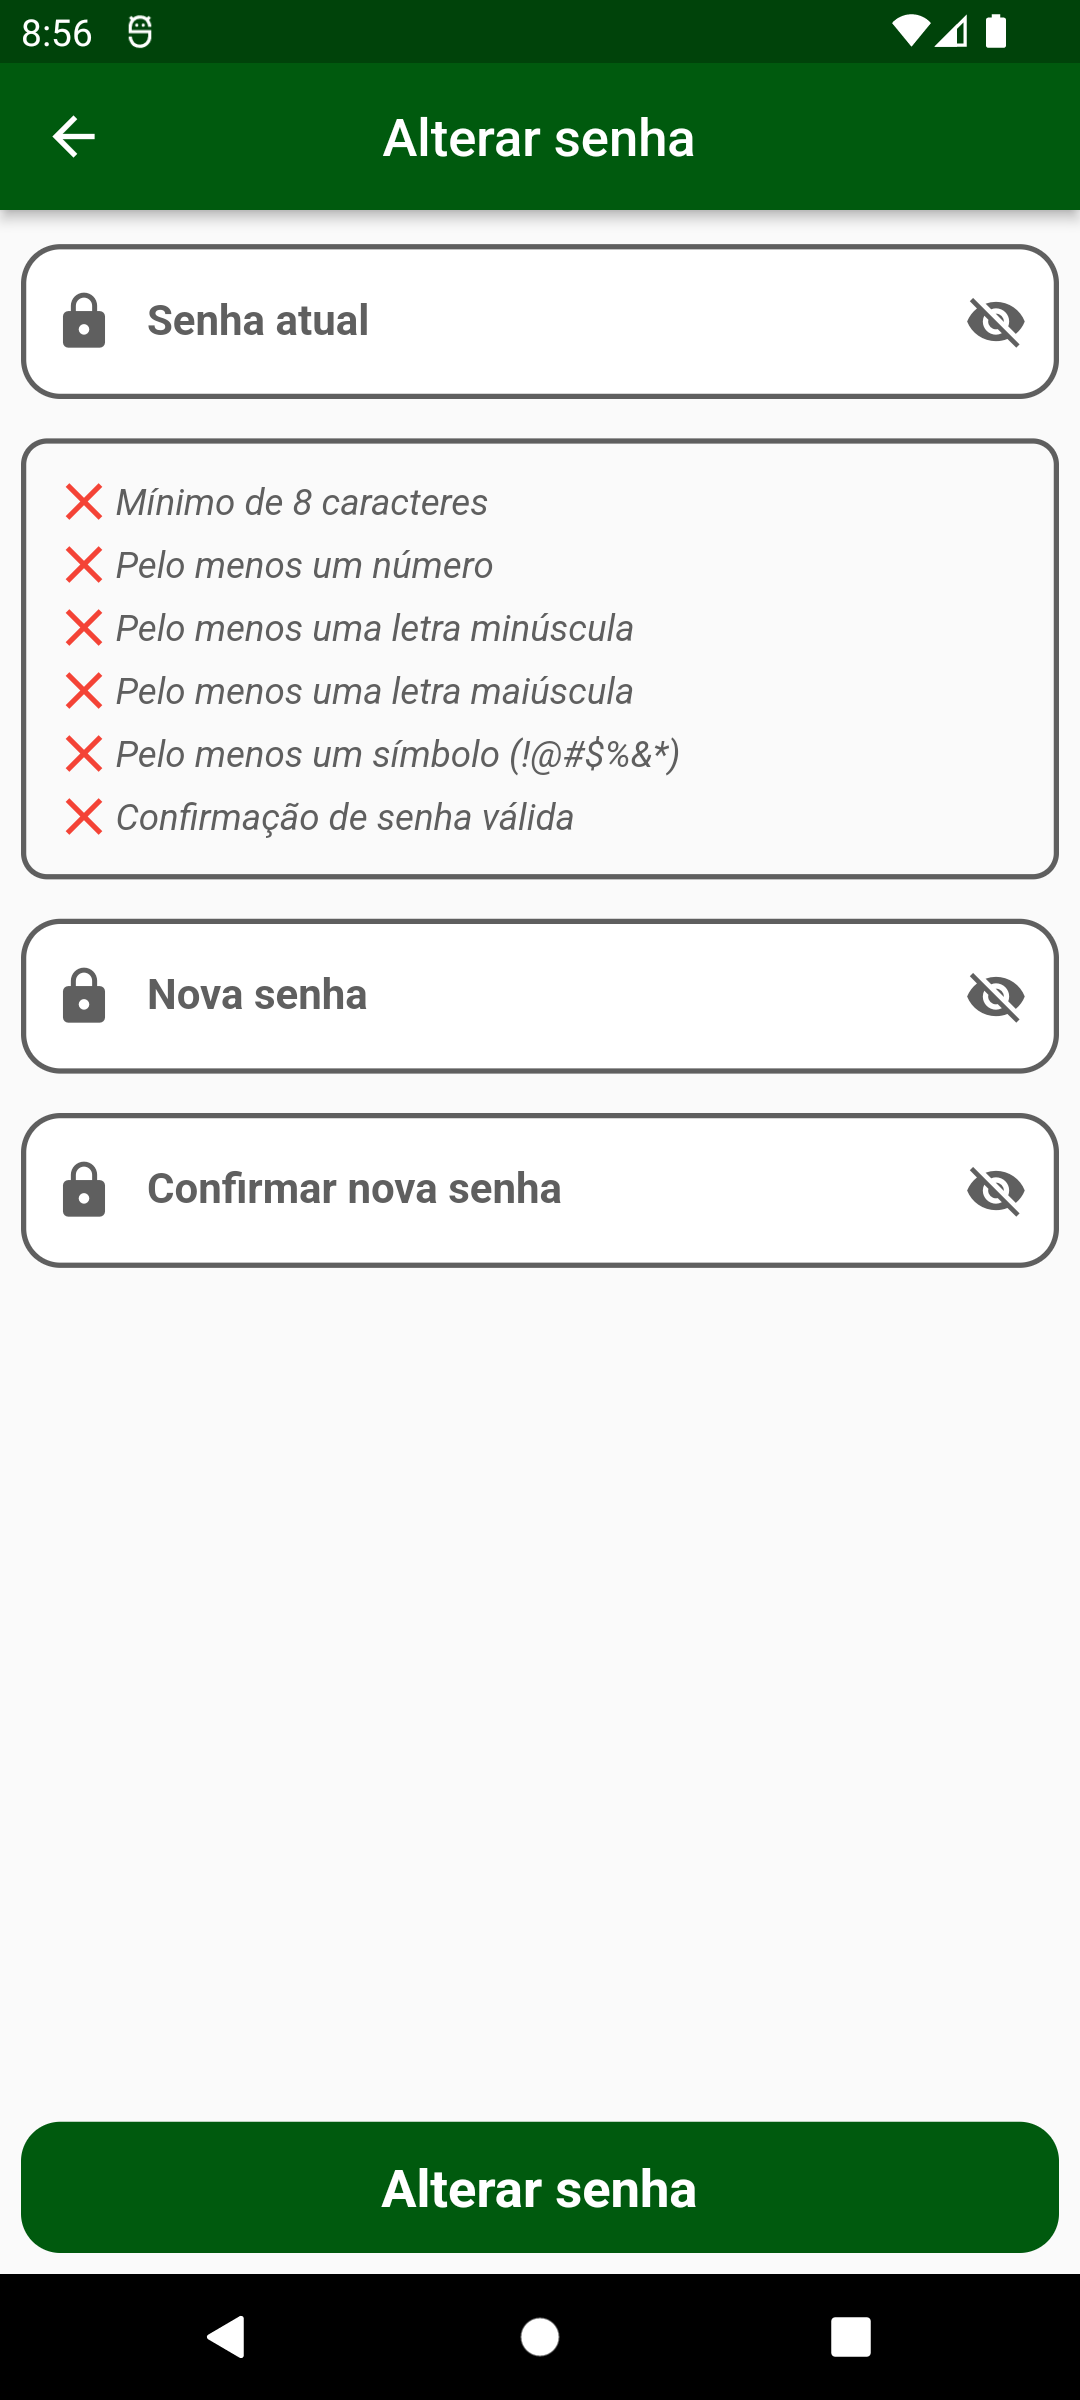 8:56
Alterar senha
Senha atual
Mínimo de 8 caracteres
Pelo menos um número
Pelo menos uma letra minúscula
Pelo menos uma letra maiúscula
Pelo menos um símbolo (!@#$%&*)
Confirmação de senha válida
Nova senha
Confirmar nova senha
Alterar senha